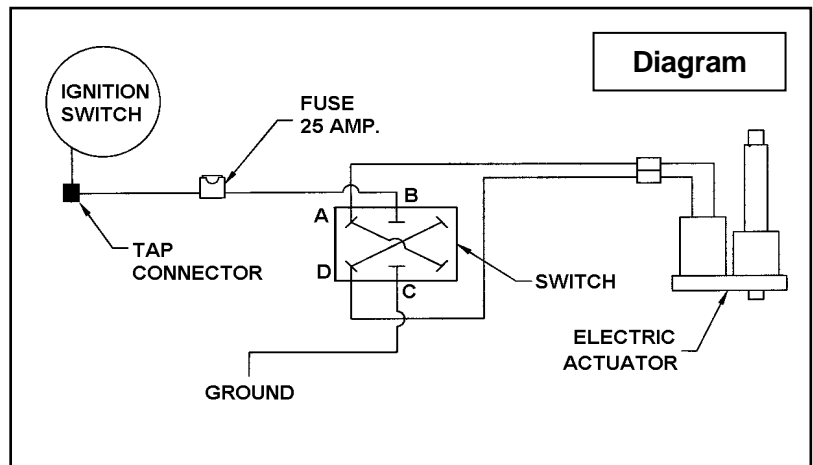 Diagram
IGNITION
SWITCH
FUSE
25 AMP.
B
A
TAP
CONNECTOR
D
C
SWITCH
ELECTRIC
ACTUATOR
GROUND